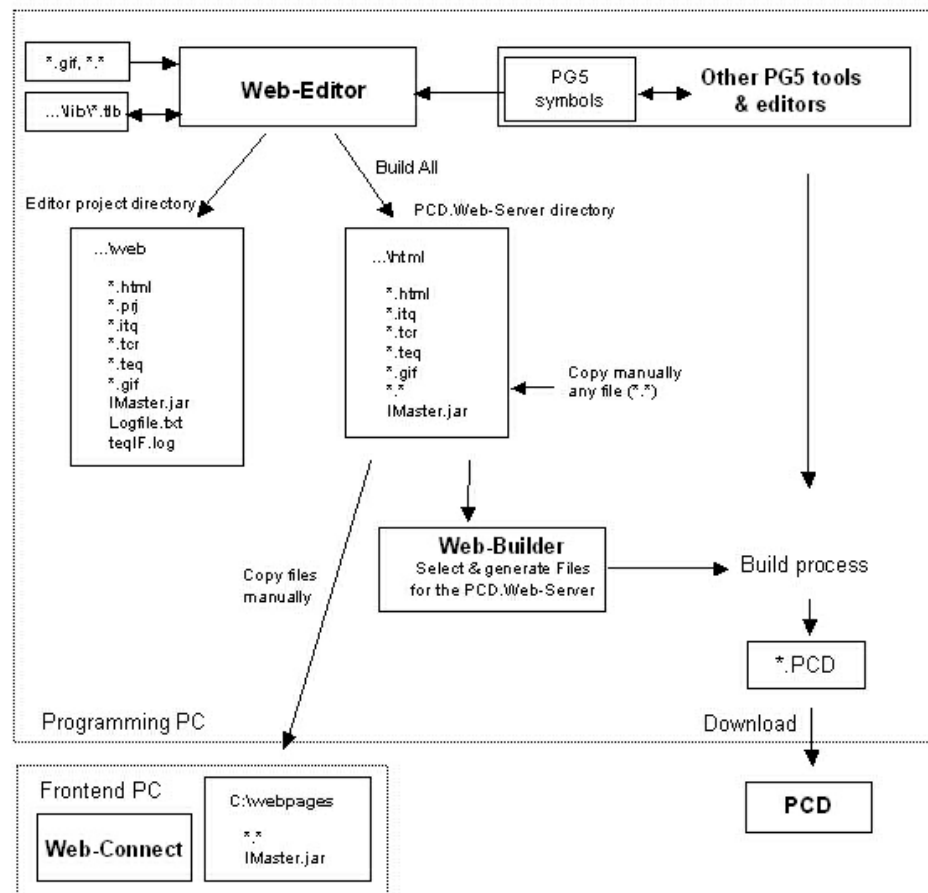 *.gif, *.*
Web-Editor
PG5
symbols
Other PG5 tools
& editors
...\lib\*.tlb
Build All
Editor project directory
PCD.Web-Server directory
...\web
*.html
*.prj
*.itq
*.tcr
*.teq
*.gif
IMaster.jar
Logfile.txt
teqIF.log
...\html
*.html
*.itq
*.tcr
*.teq
*.gif
*.*
IMaster.jar
Copy manually
any file (*.*)
Web-Builder
Select & generate Files
for the PCD.Web-Server
Copy files
manually
Build process
*.PCD
Programming PC
Download
Frontend PC
Web-Connect
C:\webpages
*.*
IMaster.jar
PCD